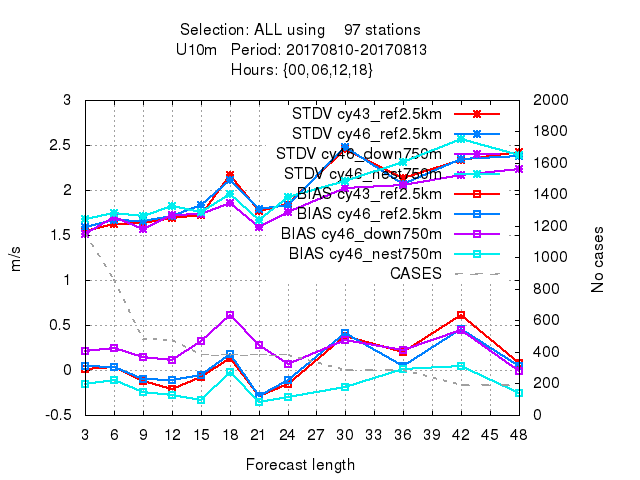 Selection: ALL using    97 stations
U10m   Period: 20170810-20170813
Hours: {00,06,12,18}
STDV cy43_ref2.5km
STDV cy46_ref2.5km
STDV cy46_down750m
STDV cy46_nest750m
BIAS cy43_ref2.5km
BIAS cy46_ref2.5km
BIAS cy46_down750m
BIAS cy46_nest750m
CASES
3
2.5
2
1.5
1
0.5
0
-0.5
m/s
2000
1800
1600
1400
1200
1000
800
600
400
200
0
No cases
3 6 9 12 15 18 21 24 27 30 33 36 39 42 45 48
Forecast length